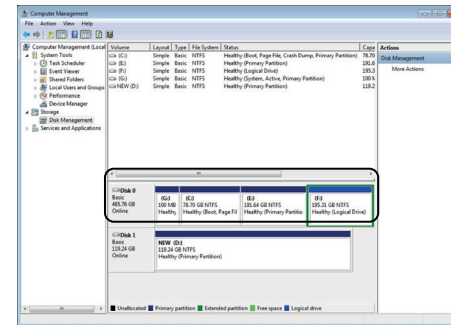 Computer Management
File Action View Help
Computer Management (Local
System Tools
Task Scheduler
Event Viewer
Shared Folders
Local Users and Groups
Performance
Device Manager
Storage
Disk Management
Services and Applications
Volume Layout Type File System Status Capa
(C:) Simple Basic NTFS Healthy (Boot, Page File, Crash Dump, Primary Partition) 78.70
(E:) Simple Basic NTFS Healthy (Primary Partition) 191.6
(F:) Simple Basic NTFS Healthy (Logical Drive) 195.3
(G:) Simple Basic NTFS Healthy (System, Active, Primary Partition) 100 M
NEW (D:) Simple Basic NTFS Healthy (Primary Partition) 119.2
Actions
Disk Management
More Actions
Disk 0
Basic
465.76 GB
Online
(G:)
100 MB
Healthy
(C:)
78.70 GB NTFS
Healthy (Boot, Page Fil
(E:)
191.64 GB NTFS
Healthy (Primary Partitio
(F:)
195.31 GB NTFS
Healthy (Logical Drive)
Disk 1
Basic
119.24 GB
Online
NEW (D:)
119.24 GB NTFS
Healthy (Primary Partition)
Unallocated Primary partition Extended partition Free space Logical drive